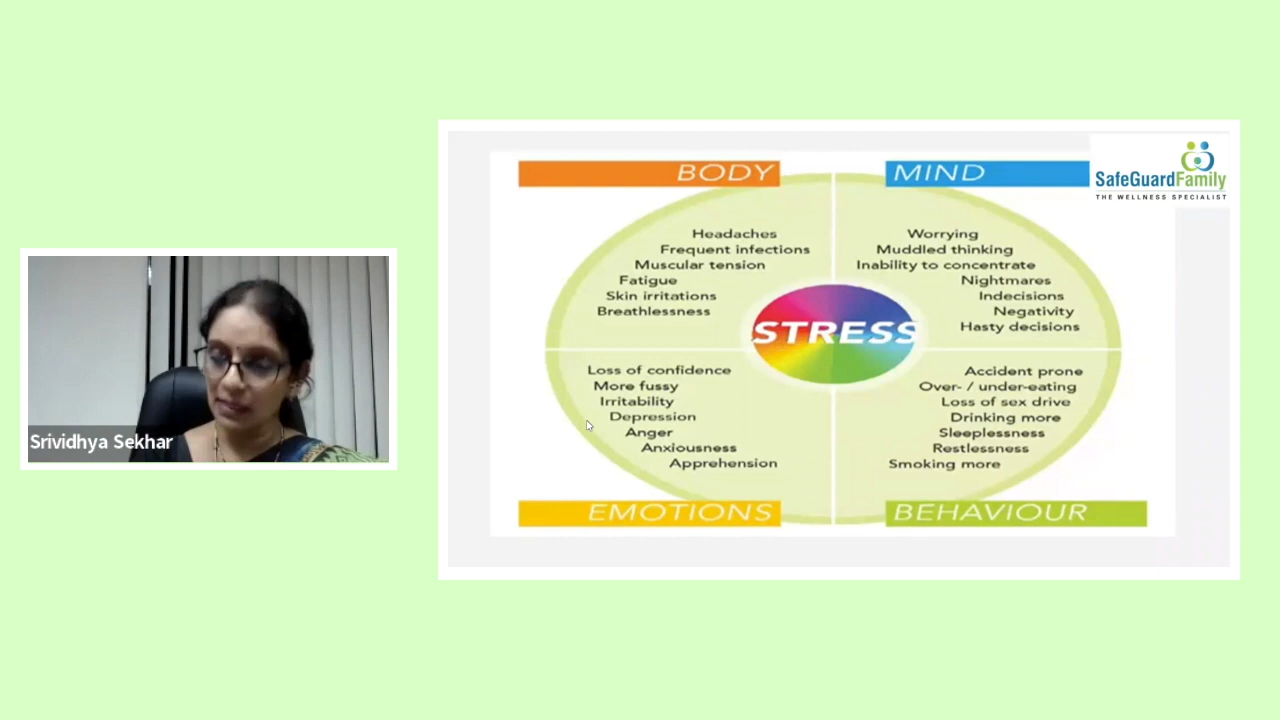 Srividhya Sekhar
BODY
Headaches
Frequent infections
Muscular tension
Fatigue
Skin irritations
Breathlessness
MIND
Worrying
Muddled thinking
Inability to concentrate
Nightmares
Indecisions
Negativity
Hasty decisions
STRESS
Loss of confidence
More fussy
Irritability
Depression
Anger
Anxiousness
Apprehension
EMOTIONS
Accident prone
Over- / under-eating
Loss of sex drive
Drinking more
Sleeplessness
Restlessness
Smoking more
BEHAVIOUR
SafeGuardFamily
THE WELLNESS SPECIALIST